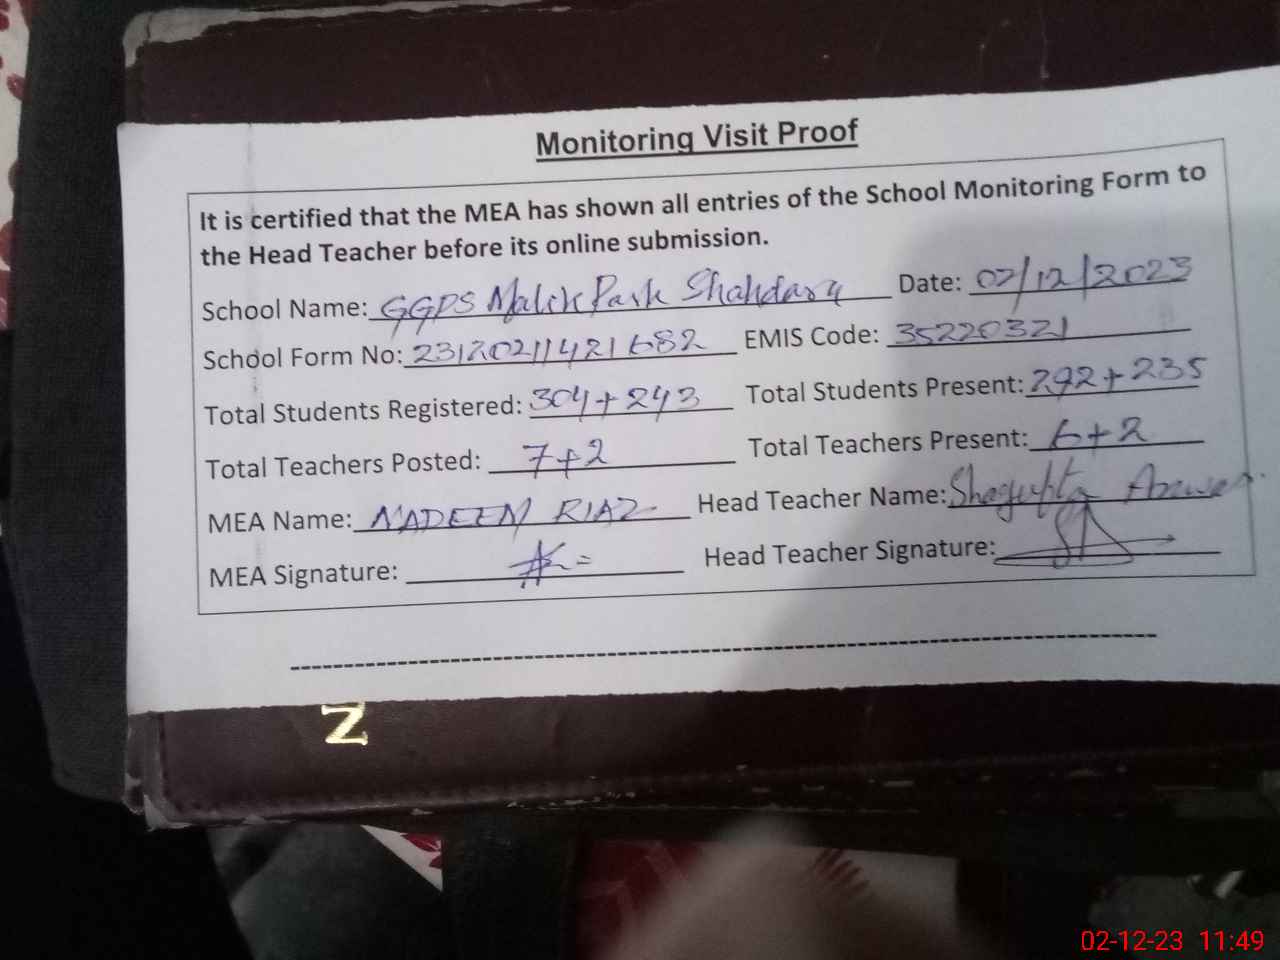 Monitoring Visit Proof
It is certified that the MEA has shown all entries of the School Monitoring Form to
the Head Teacher before its online submission.
School Name: GGPS Malik Park Shahdara Date: 02/12/2023
School Form No: 23120211421682 EMIS Code: 35220321
Total Students Registered: 304+243 Total Students Present: 292+235
Total Teachers Posted: 7+2 Total Teachers Present: 6+2
MEA Name: NADEEM RIAZ Head Teacher Name: Shagufta
MEA Signature: Head Teacher Signature:
N
02-12-23 11:49